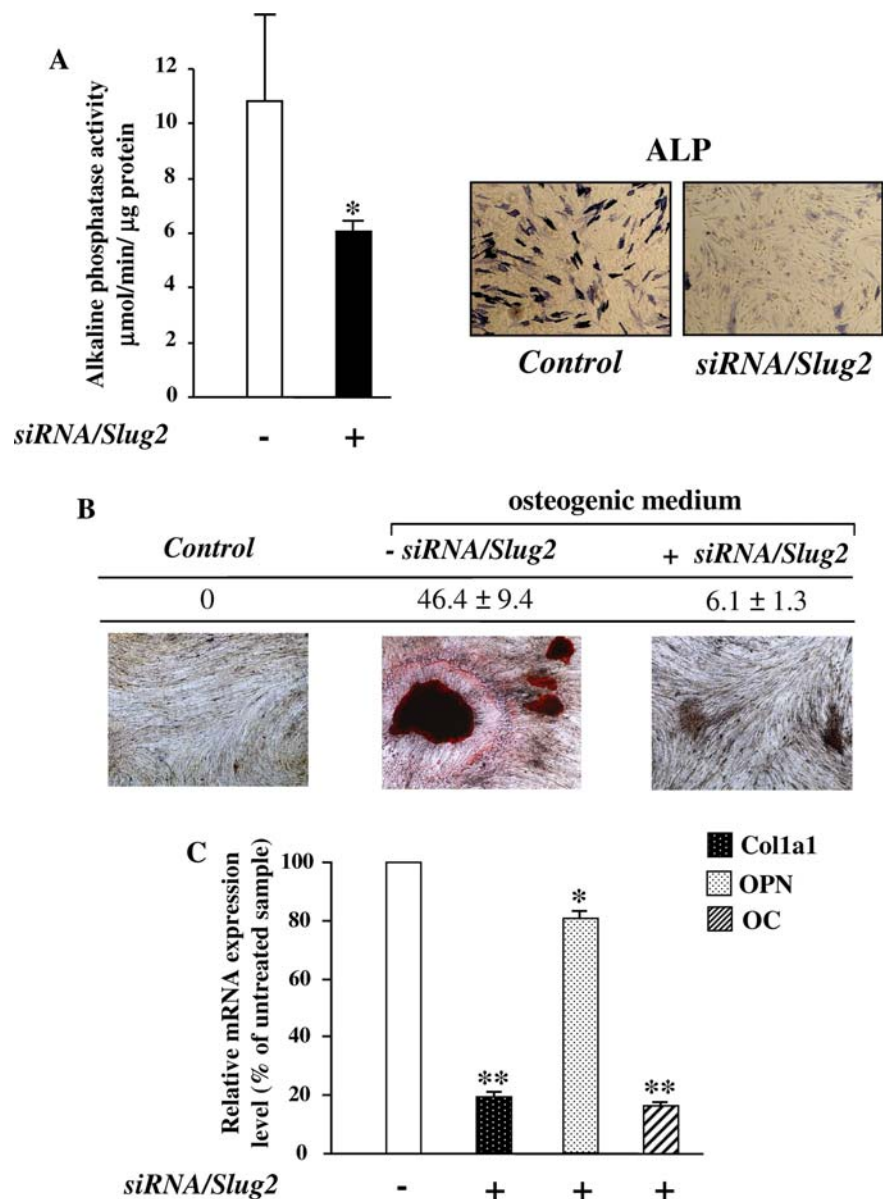 A
Alkaline phosphatase activity
μmol/min/ μg protein
12
10
8
6
4
2
0
*
siRNA/Slug2
-
+
ALP
Control
siRNA/Slug2
B
osteogenic medium
Control
- siRNA/Slug2
+ siRNA/Slug2
0
46.4 ± 9.4
6.1 ± 1.3
C
Relative mRNA expression
level (% of untreated sample)
100
80
60
40
20
0
**
*
**
Col1a1
OPN
OC
siRNA/Slug2
- + + +